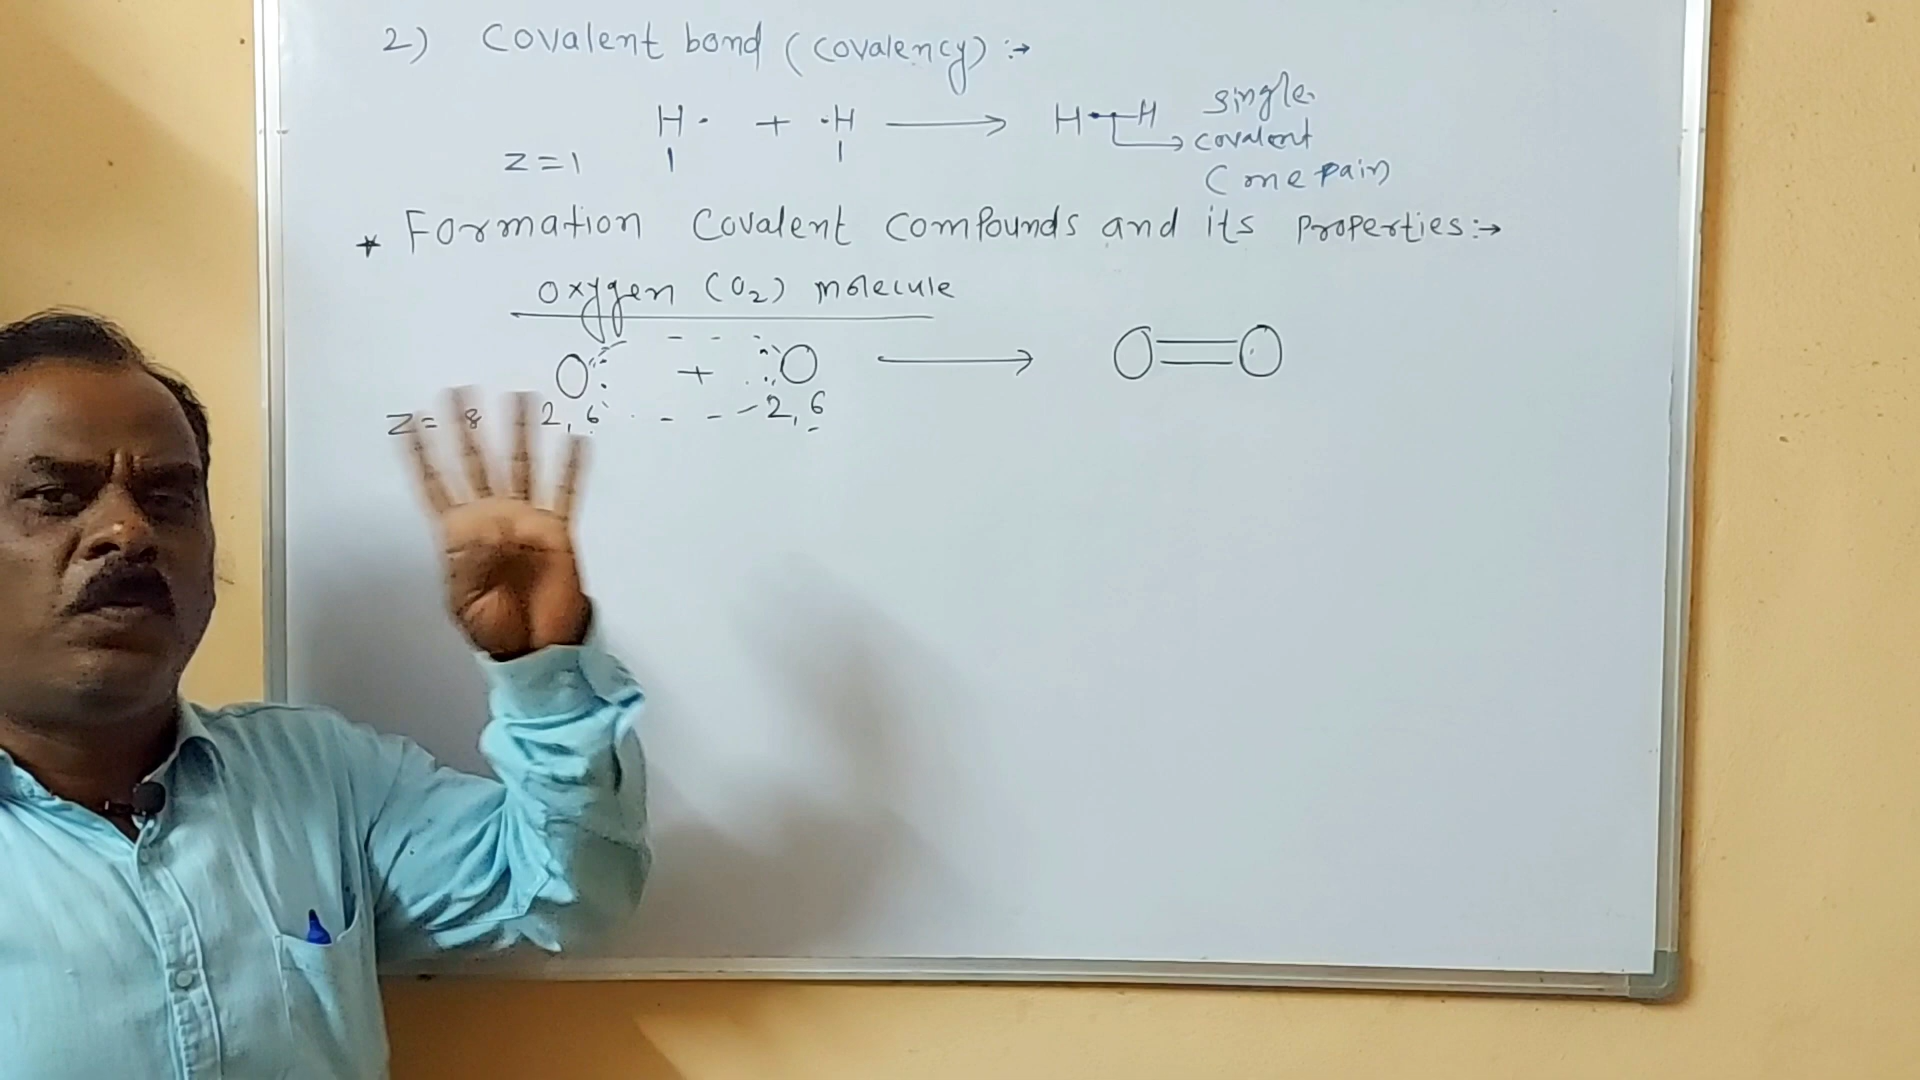 2) Covalent bond (covalency) :→
H· + ·H ⟶ H–H single
z=1 1 1 → covalent
(one pair)
* Formation Covalent Compounds and its Properties:→
Oxygen (O₂) molecule
O: + :O ⟶ O=O
Z= 8 2, 6 - - - 2, 6